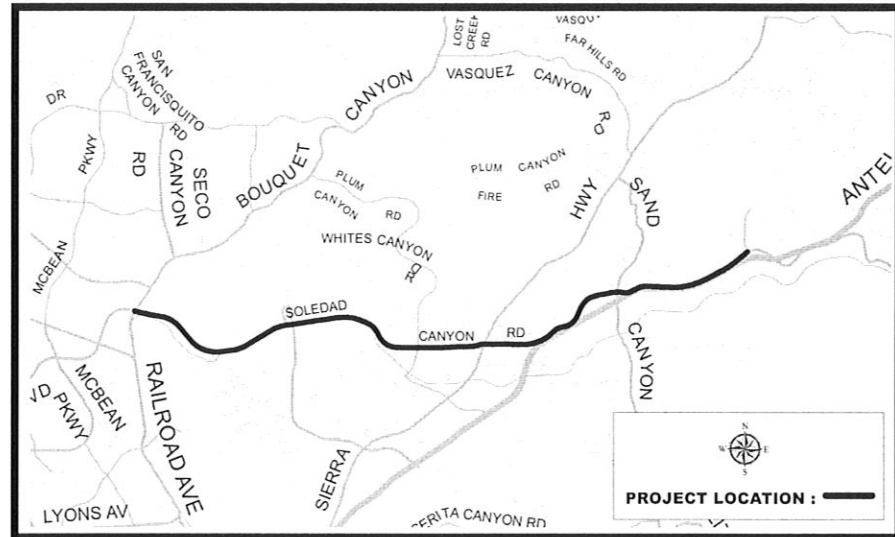 LOST
CREEK
RD
VASQU
FAR HILLS RD
VASQUEZ CANYON
RD
SAN
FRANCISQUITO
CANYON
RD
DR
PKWY
RD
SECO
CANYON
BOUQUET CANYON
PLUM
CANYON RD
PLUM CANYON
FIRE RD
HWY
SAND
ANTE
WHITES CANYON
RD
MCBEAN
SOLEDAD
CANYON RD
CANYON
MCBEAN
PKWY
RAILROAD AVE
SIERRA
LYONS AV
ERITA CANYON RD
N
W E
S
PROJECT LOCATION :